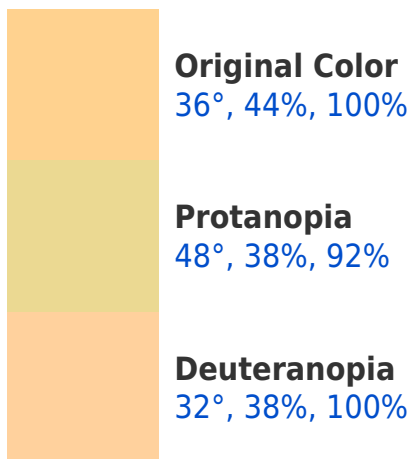 Original Color
36°, 44%, 100%
Protanopia
48°, 38%, 92%
Deuteranopia
32°, 38%, 100%